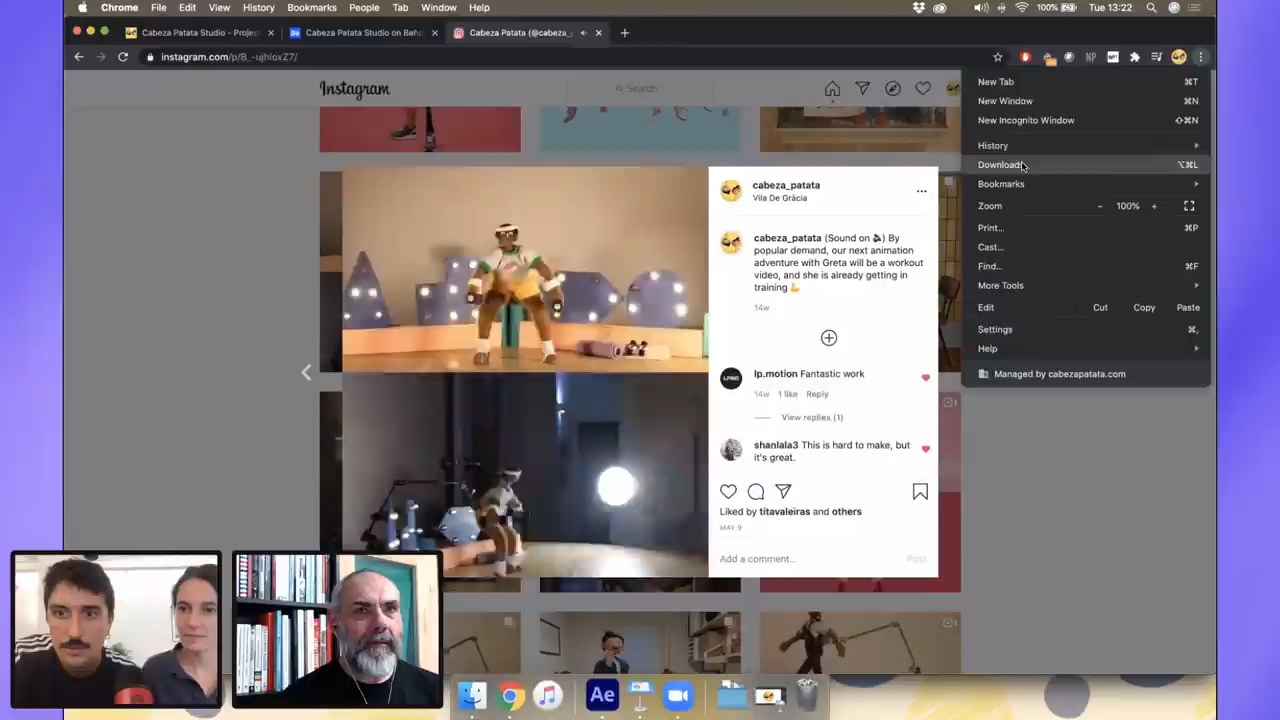 Chrome File Edit View History Bookmarks People Tab Window Help
100% Tue 13:22
Cabeza Patata Studio - Projec
Cabeza Patata Studio on Beha
Cabeza Patata (@cabeza_
instagram.com/p/B_-ujhloxZ7/
Instagram
Search
New Tab ⌘T
New Window ⌘N
New Incognito Window ⇧⌘N
History
Downloads ⌥⌘L
Bookmarks
Zoom - 100% +
Print... ⌘P
Cast...
Find... ⌘F
More Tools
Edit Cut Copy Paste
Settings ⌘,
Help
Managed by cabezapatata.com
cabeza_patata
Vila De Gràcia
cabeza_patata (Sound on 🔊) By
popular demand, our next animation
adventure with Greta will be a workout
video, and she is already getting in
training 💪
14w
lp.motion Fantastic work
14w 1 like Reply
View replies (1)
shanlala3 This is hard to make, but
it's great.
Liked by titavaleiras and others
MAY 9
Add a comment...
Post
Ae